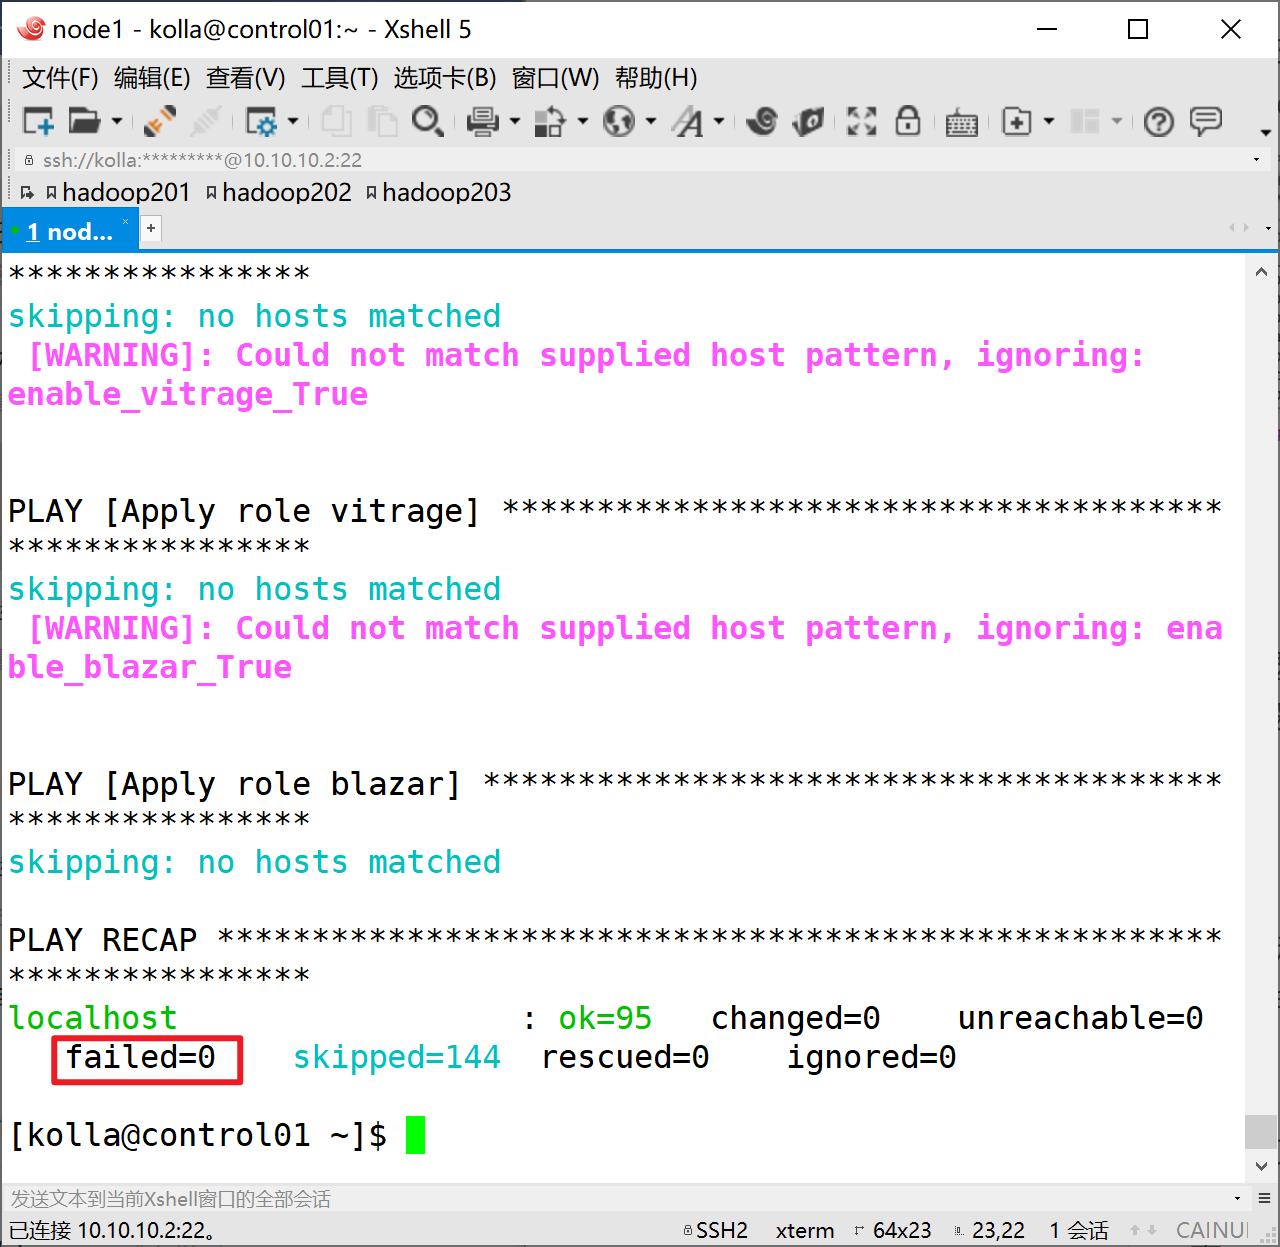 node1 - kolla@control01:~ - Xshell 5
文件(F) 编辑(E) 查看(V) 工具(T) 选项卡(B) 窗口(W) 帮助(H)
ssh://kolla:*********@10.10.10.2:22
hadoop201 hadoop202 hadoop203
1 nod... × +
****************
skipping: no hosts matched
[WARNING]: Could not match supplied host pattern, ignoring:
enable_vitrage_True
PLAY [Apply role vitrage] **************************************
****************
skipping: no hosts matched
[WARNING]: Could not match supplied host pattern, ignoring: ena
ble_blazar_True
PLAY [Apply role blazar] ***************************************
****************
skipping: no hosts matched
PLAY RECAP *****************************************************
****************
localhost : ok=95 changed=0 unreachable=0
failed=0 skipped=144 rescued=0 ignored=0
[kolla@control01 ~]$
发送文本到当前Xshell窗口的全部会话
已连接 10.10.10.2:22。 SSH2 xterm 64x23 23,22 1 会话